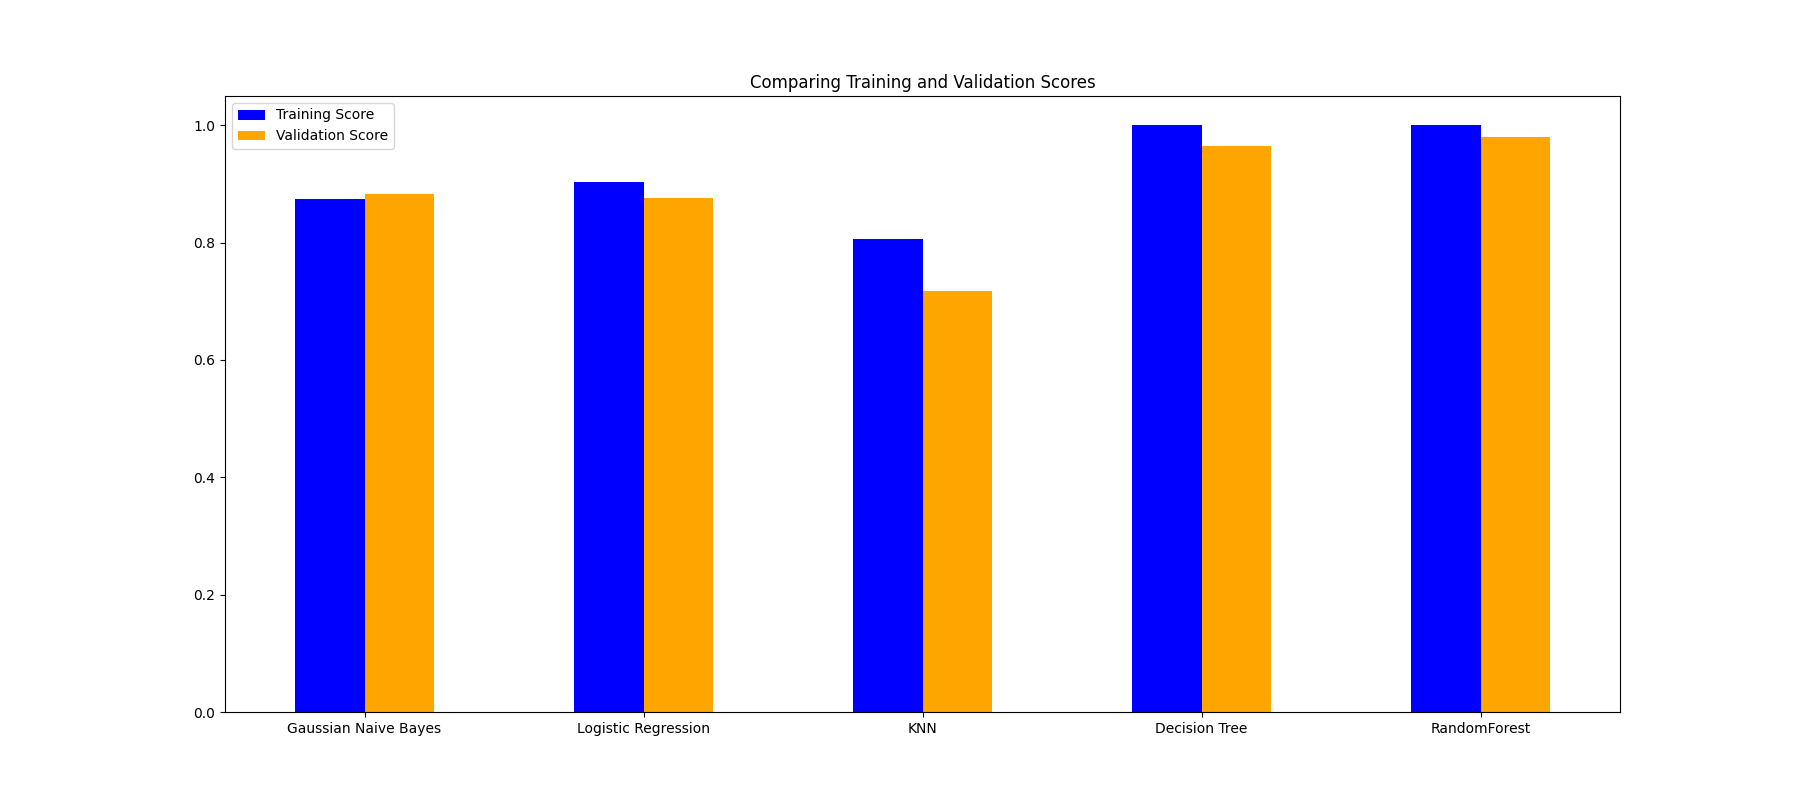 Comparing Training and Validation Scores
Training Score
Validation Score
1.0
0.8
0.6
0.4
0.2
0.0
Gaussian Naive Bayes
Logistic Regression
KNN
Decision Tree
RandomForest